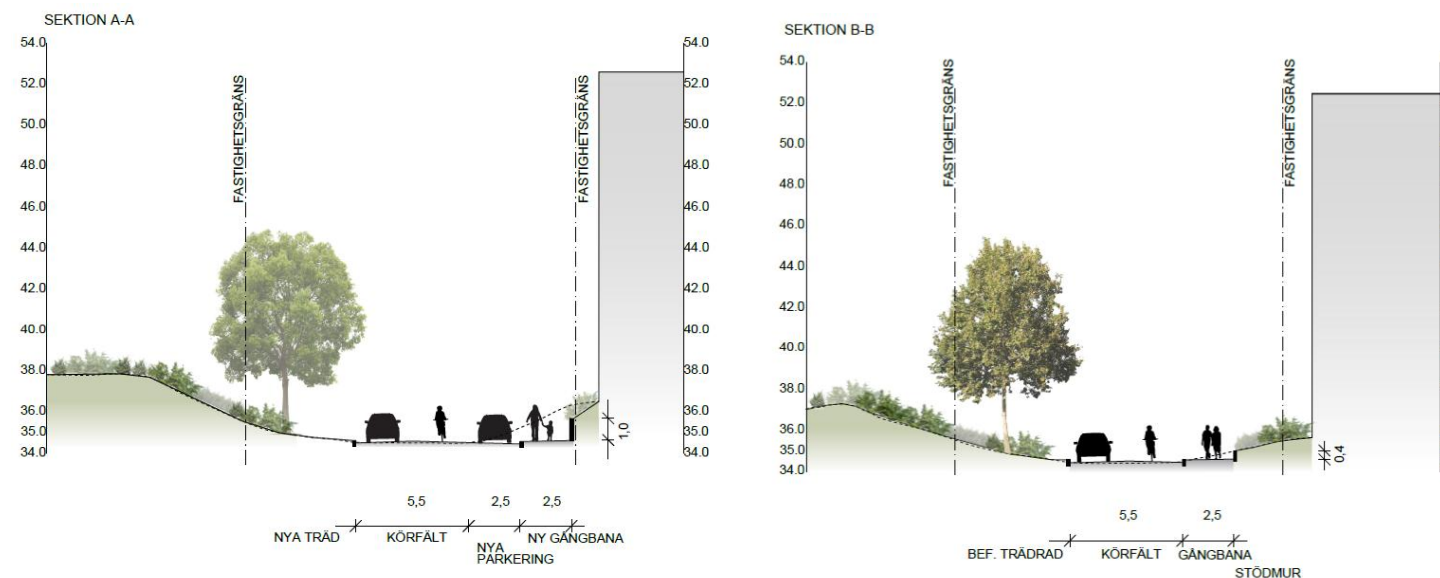 SEKTION A-A
54.0
52.0
50.0
48.0
46.0
44.0
42.0
40.0
38.0
36.0
35.0
34.0
FASTIGHETSGRÄNS
FASTIGHETSGRÄNS
54.0
52.0
50.0
48.0
46.0
44.0
42.0
40.0
38.0
36.0
35.0
34.0
1,0
5,5
2,5
2,5
NYA TRÄD
KÖRFÄLT
NYA
PARKERING
NY GÅNGBANA
SEKTION B-B
54.0
52.0
50.0
48.0
46.0
44.0
42.0
40.0
38.0
36.0
35.0
34.0
FASTIGHETSGRÄNS
FASTIGHETSGRÄNS
0,4
5,5
2,5
BEF. TRÄDRAD
KÖRFÄLT
GÅNGBANA
STÖDMUR